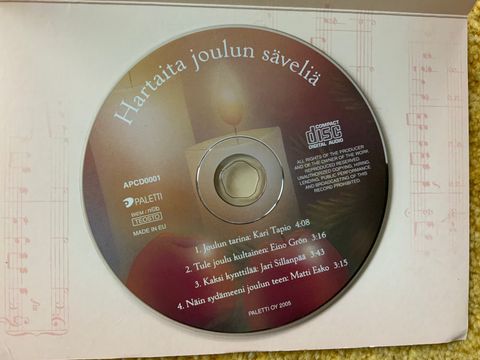 Hartaita joulun säveliä
APCD0001
PALETTI
BIEM / n©b
TEOSTO
MADE IN EU
COMPACT
disc
DIGITAL AUDIO
ALL RIGHTS OF THE PRODUCER
AND OF THE OWNER OF THE WORK
REPRODUCED RESERVED.
UNAUTHORIZED COPYING, HIRING,
LENDING, PUBLIC PERFORMANCE
AND BROADCASTING OF THIS
RECORD PROHIBITED.
1. Joulun tarina: Kari Tapio 4:08
2. Tule joulu kultainen: Eino Grön 3:16
3. Kaksi kynttilää: Jari Sillanpää 3:43
4. Näin sydämeeni joulun teen: Matti Esko 3:15
PALETTI OY 2005